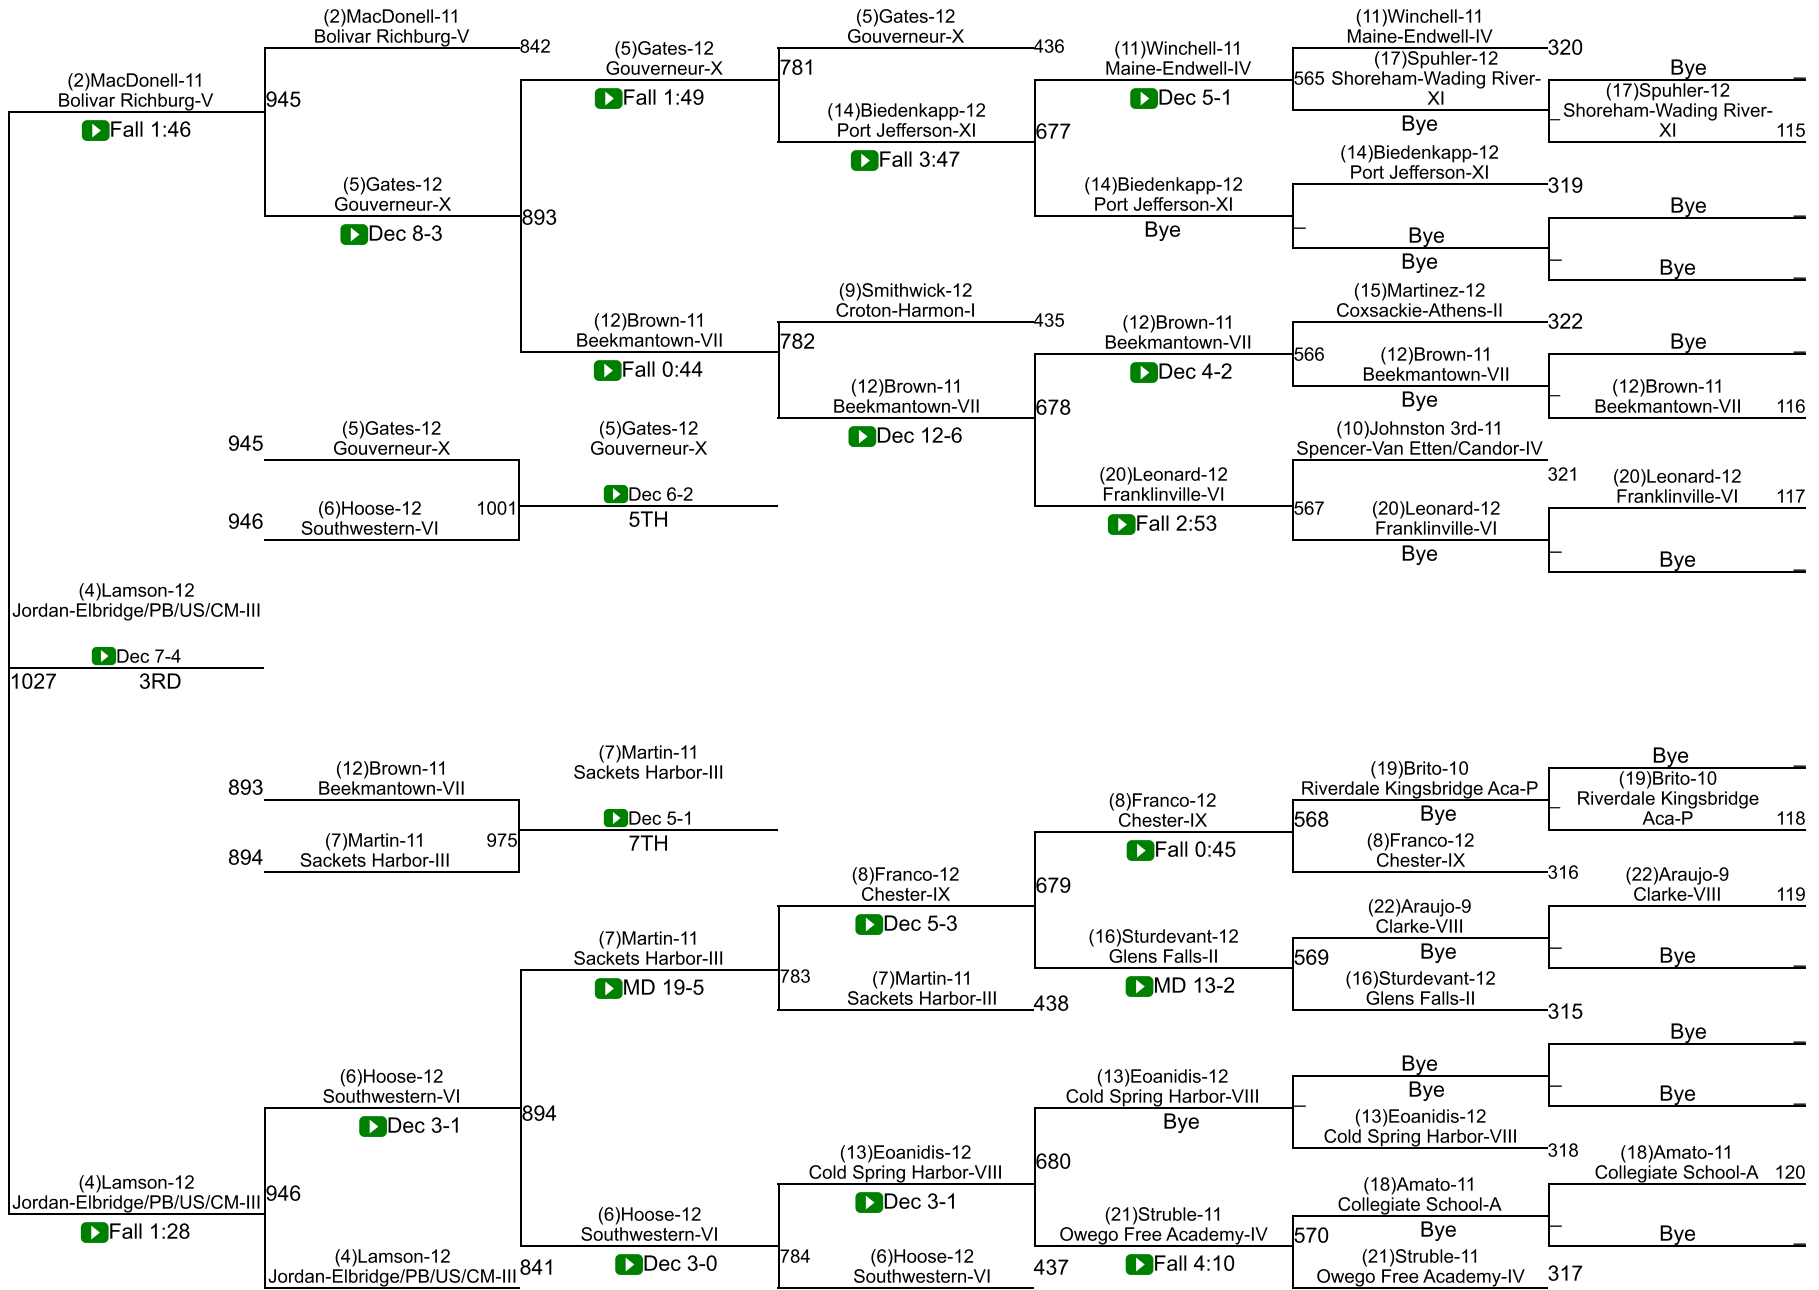 (2)MacDonell-11
Bolivar Richburg-V
Fall 1:46
(2)MacDonell-11
Bolivar Richburg-V
842
945
(5)Gates-12
Gouverneur-X
Dec 8-3
(5)Gates-12
Gouverneur-X
Fall 1:49
893
(12)Brown-11
Beekmantown-VII
Fall 0:44
(5)Gates-12
Gouverneur-X
436
781
(14)Biedenkapp-12
Port Jefferson-XI
Fall 3:47
(9)Smithwick-12
Croton-Harmon-I
435
782
(12)Brown-11
Beekmantown-VII
Dec 12-6
(11)Winchell-11
Maine-Endwell-IV
Dec 5-1
677
(14)Biedenkapp-12
Port Jefferson-XI
Bye
(12)Brown-11
Beekmantown-VII
Dec 4-2
678
(20)Leonard-12
Franklinville-VI
Fall 2:53
(11)Winchell-11
Maine-Endwell-IV
320
565
(17)Spuhler-12
Shoreham-Wading River-
XI
Bye
(14)Biedenkapp-12
Port Jefferson-XI
319
Bye
Bye
(15)Martinez-12
Coxsackie-Athens-II
322
566
(12)Brown-11
Beekmantown-VII
Bye
(10)Johnston 3rd-11
Spencer-Van Etten/Candor-IV
321
567
(20)Leonard-12
Franklinville-VI
Bye
Bye
(17)Spuhler-12
Shoreham-Wading River-
XI
115
Bye
Bye
Bye
(12)Brown-11
Beekmantown-VII
116
(20)Leonard-12
Franklinville-VI
117
Bye
945
(5)Gates-12
Gouverneur-X
946
(6)Hoose-12
Southwestern-VI
1001
(5)Gates-12
Gouverneur-X
Dec 6-2
5TH
(4)Lamson-12
Jordan-Elbridge/PB/US/CM-III
Dec 7-4
1027
3RD
893
(12)Brown-11
Beekmantown-VII
894
(7)Martin-11
Sackets Harbor-III
975
(7)Martin-11
Sackets Harbor-III
Dec 5-1
7TH
(4)Lamson-12
Jordan-Elbridge/PB/US/CM-III
Fall 1:28
(6)Hoose-12
Southwestern-VI
Dec 3-1
946
(4)Lamson-12
Jordan-Elbridge/PB/US/CM-III
841
(7)Martin-11
Sackets Harbor-III
MD 19-5
894
(6)Hoose-12
Southwestern-VI
Dec 3-0
(8)Franco-12
Chester-IX
Dec 5-3
783
(7)Martin-11
Sackets Harbor-III
438
(13)Eoanidis-12
Cold Spring Harbor-VIII
Dec 3-1
784
(6)Hoose-12
Southwestern-VI
437
(8)Franco-12
Chester-IX
Fall 0:45
679
(16)Sturdevant-12
Glens Falls-II
MD 13-2
(13)Eoanidis-12
Cold Spring Harbor-VIII
Bye
680
(21)Struble-11
Owego Free Academy-IV
Fall 4:10
(19)Brito-10
Riverdale Kingsbridge Aca-P
Bye
568
(8)Franco-12
Chester-IX
316
(22)Araujo-9
Clarke-VIII
Bye
569
(16)Sturdevant-12
Glens Falls-II
315
Bye
Bye
(13)Eoanidis-12
Cold Spring Harbor-VIII
318
(18)Amato-11
Collegiate School-A
Bye
570
(21)Struble-11
Owego Free Academy-IV
317
Bye
(19)Brito-10
Riverdale Kingsbridge
Aca-P
118
(22)Araujo-9
Clarke-VIII
119
Bye
Bye
Bye
(18)Amato-11
Collegiate School-A
120
Bye